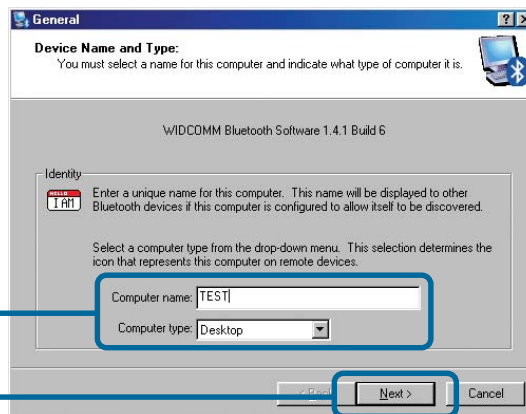 General
Device Name and Type:
You must select a name for this computer and indicate what type of computer it is.
WIDCOMM Bluetooth Software 1.4.1 Build 6
Identity
HELLO
I AM
Enter a unique name for this computer. This name will be displayed to other
Bluetooth devices if this computer is configured to allow itself to be discovered.
Select a computer type from the drop-down menu. This selection determines the
icon that represents this computer on remote devices.
Computer name: TEST
Computer type: Desktop
< Back Next > Cancel